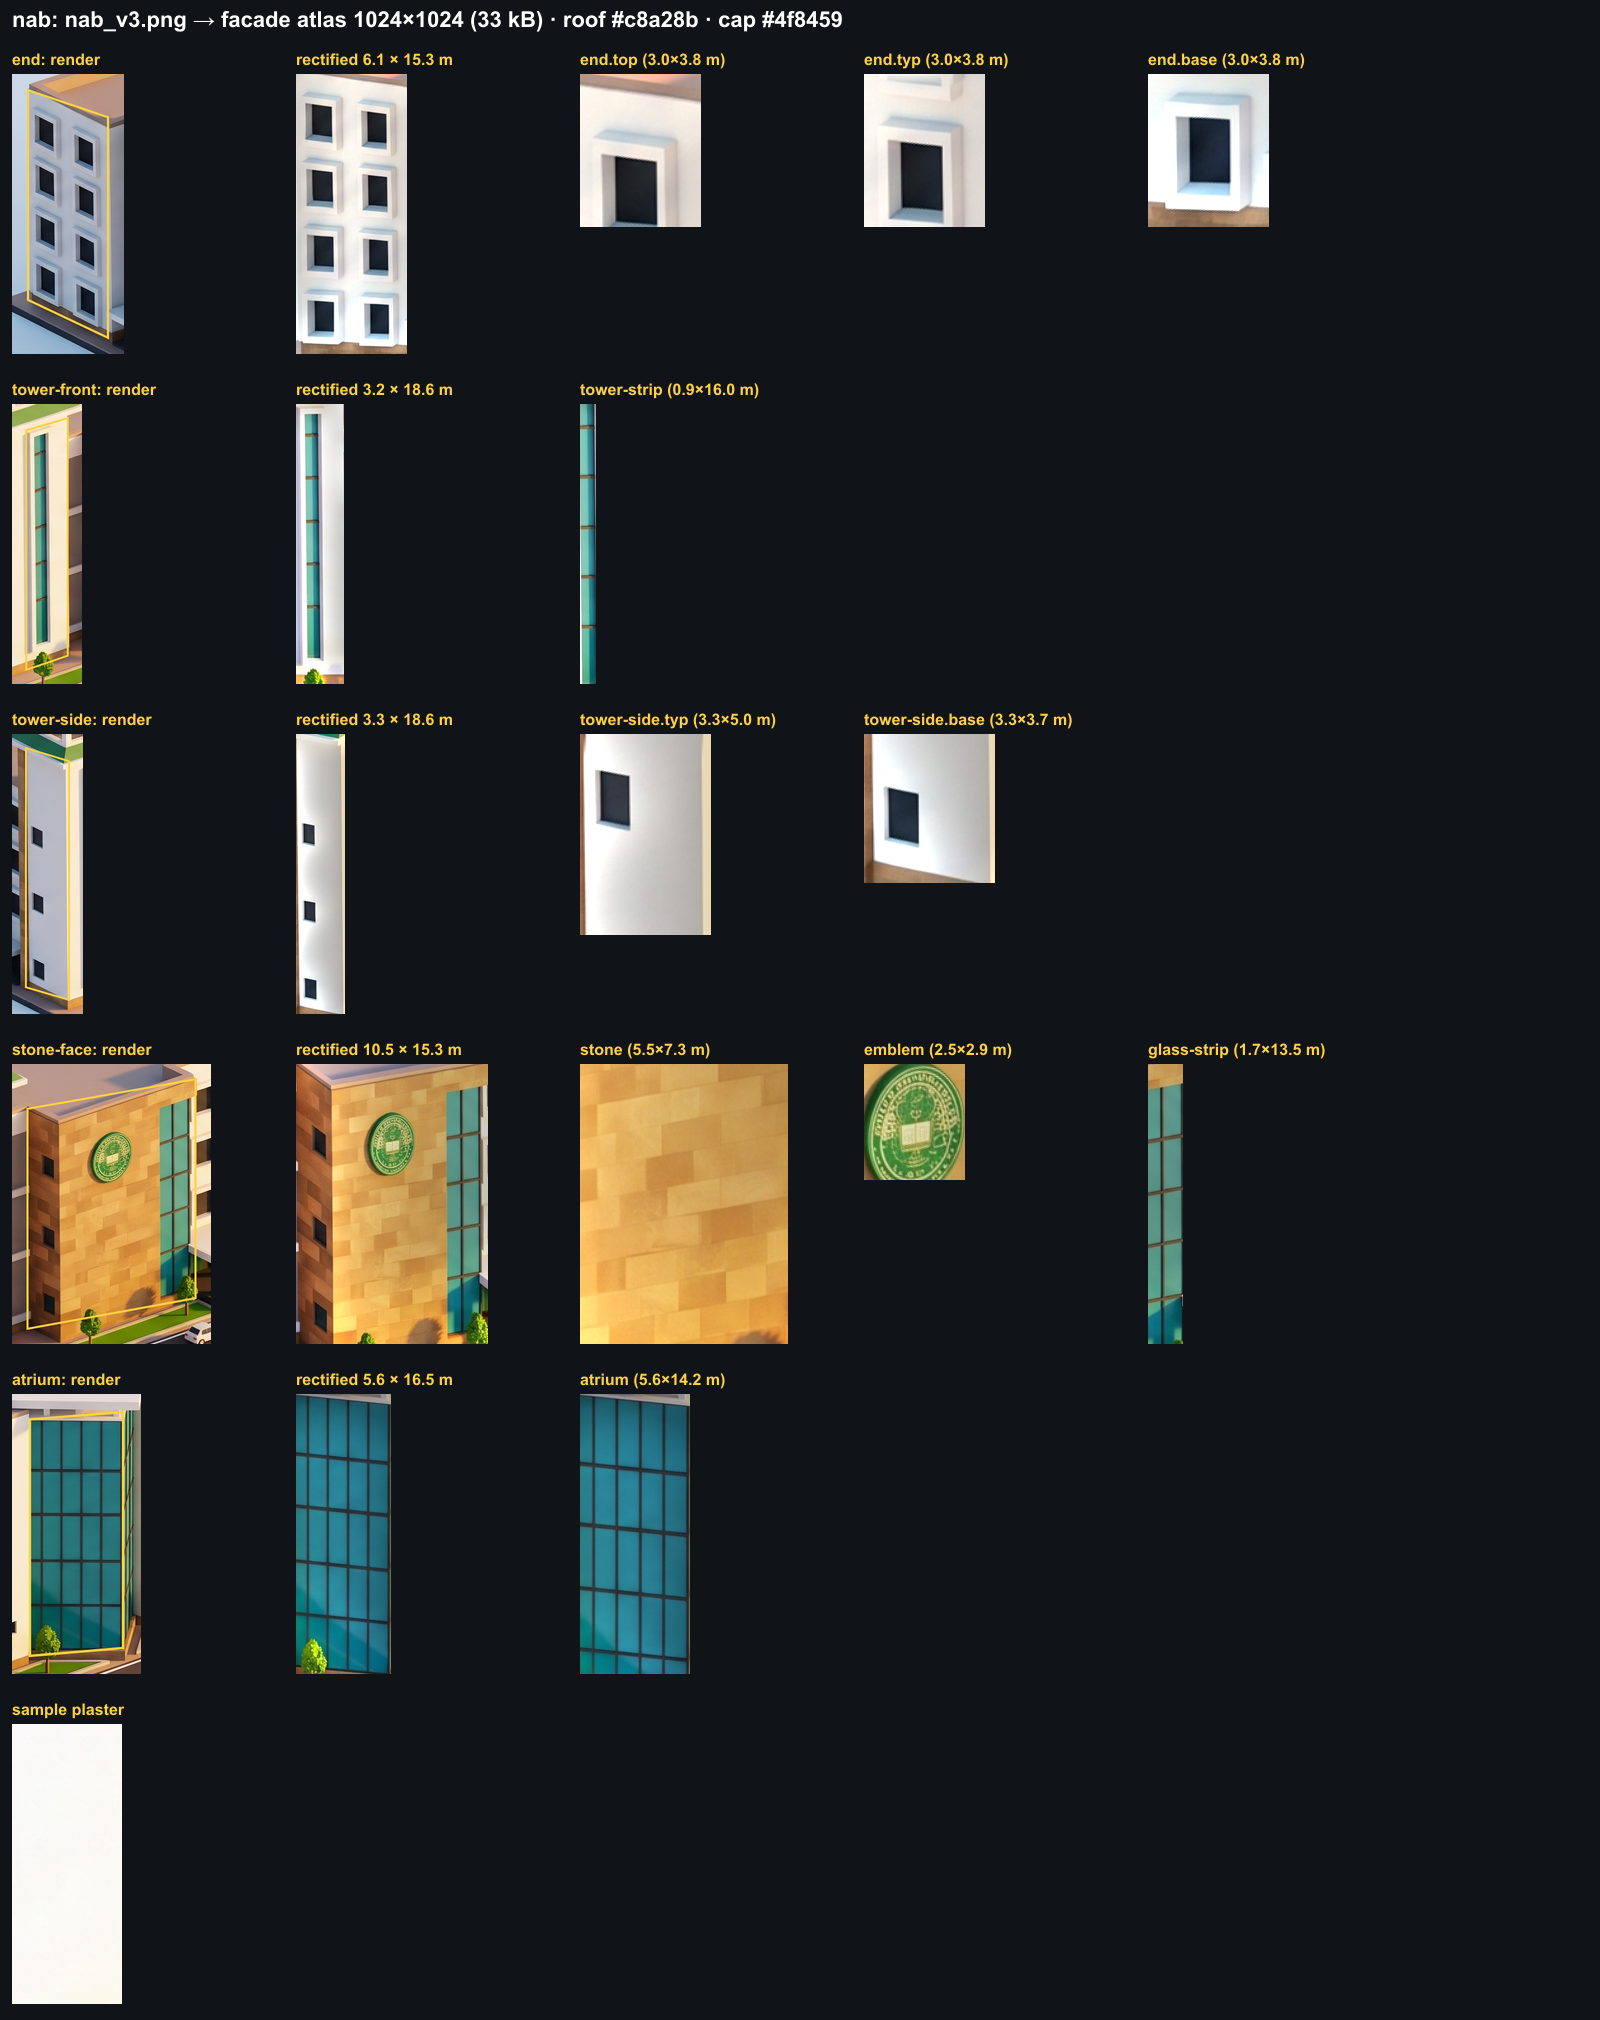 nab: nab_v3.png → facade atlas 1024×1024 (33 kB) · roof #c8a28b · cap #4f8459
end: render
rectified 6.1 × 15.3 m
end.top (3.0×3.8 m)
end.typ (3.0×3.8 m)
end.base (3.0×3.8 m)
tower-front: render
rectified 3.2 × 18.6 m
tower-strip (0.9×16.0 m)
tower-side: render
rectified 3.3 × 18.6 m
tower-side.typ (3.3×5.0 m)
tower-side.base (3.3×3.7 m)
stone-face: render
rectified 10.5 × 15.3 m
stone (5.5×7.3 m)
emblem (2.5×2.9 m)
glass-strip (1.7×13.5 m)
atrium: render
rectified 5.6 × 16.5 m
atrium (5.6×14.2 m)
sample plaster